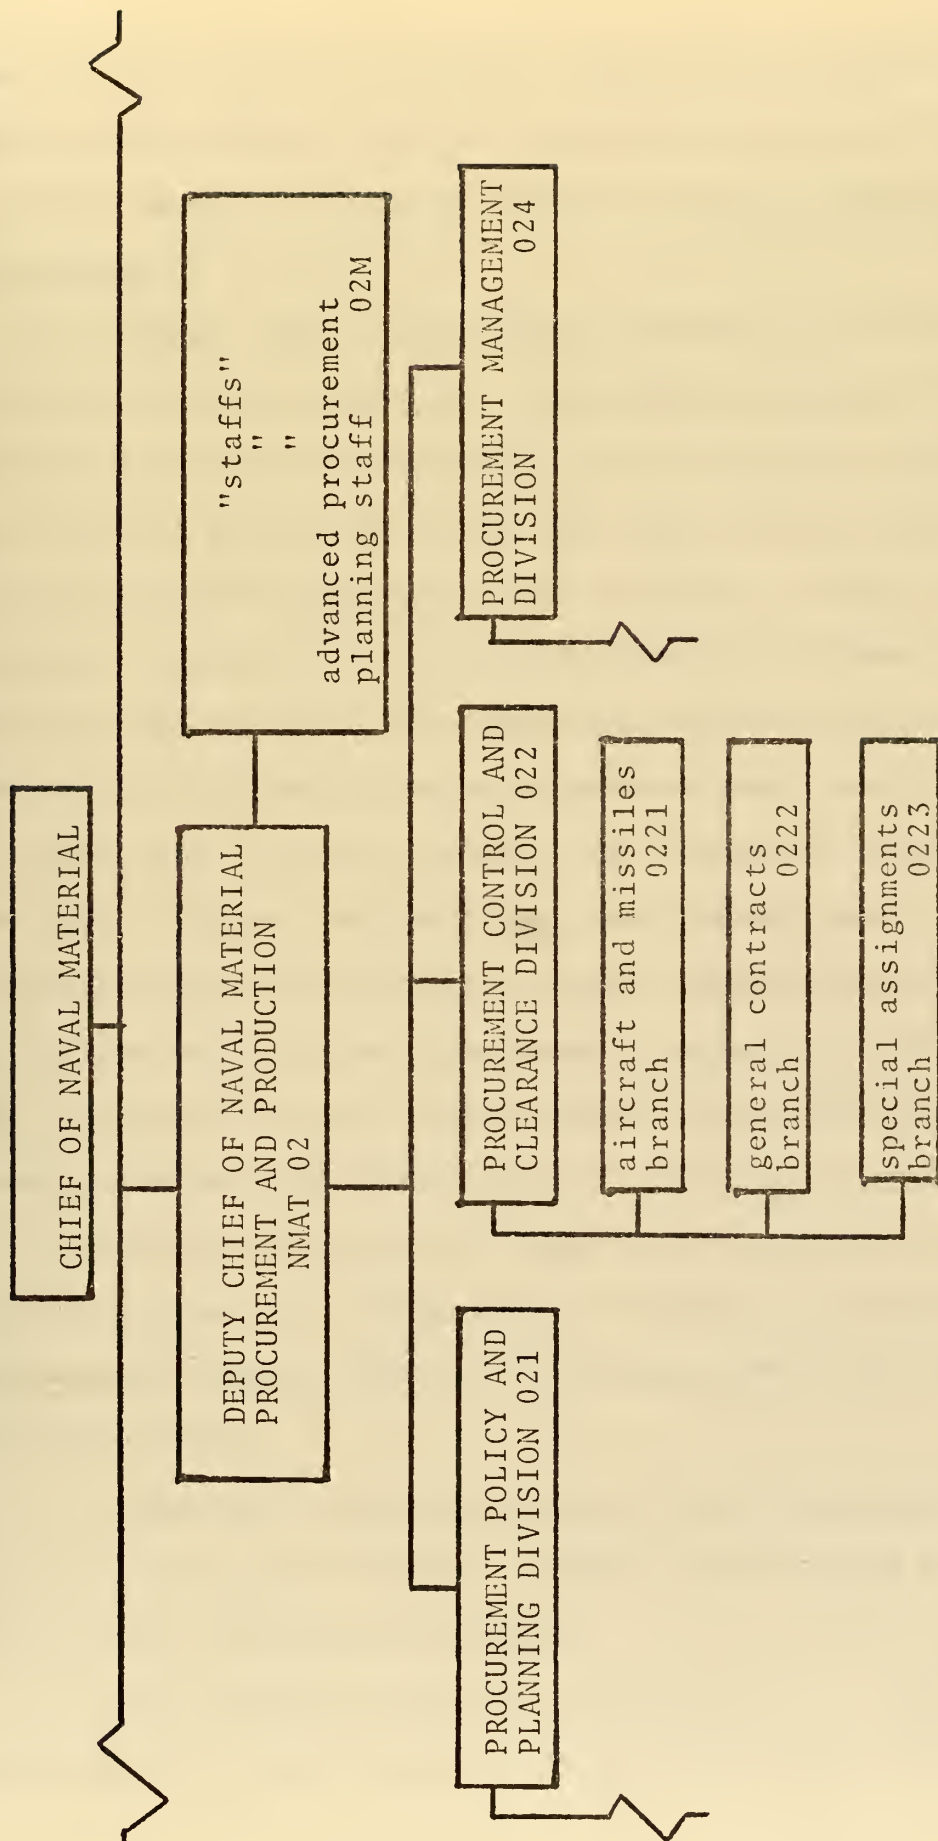 CHIEF OF NAVAL MATERIAL
DEPUTY CHIEF OF NAVAL MATERIAL
PROCUREMENT AND PRODUCTION
NMAT 02
"staffs"
" "
advanced procurement
planning staff 02M
PROCUREMENT POLICY AND
PLANNING DIVISION 021
PROCUREMENT CONTROL AND
CLEARANCE DIVISION 022
aircraft and missiles
branch 0221
general contracts
branch 0222
special assignments
branch 0223
PROCUREMENT MANAGEMENT
DIVISION 024